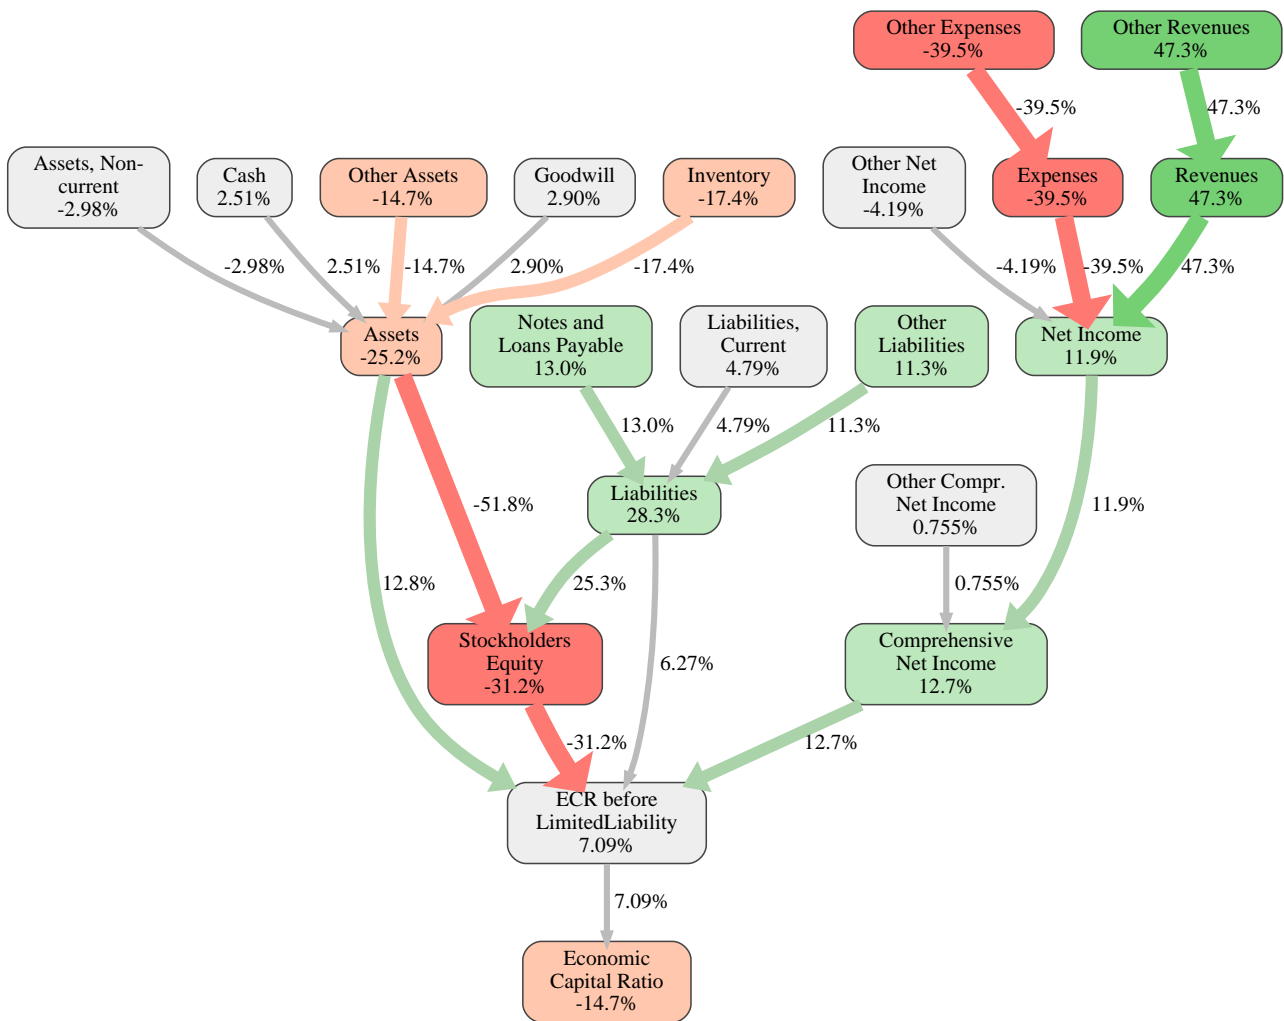 Other Expenses
-39.5%
Other Revenues
47.3%
-39.5%
47.3%
Assets, Non-
current
-2.98%
Cash
2.51%
Other Assets
-14.7%
Goodwill
2.90%
Inventory
-17.4%
Other Net
Income
-4.19%
Expenses
-39.5%
Revenues
47.3%
-2.98%
2.51%
-14.7%
2.90%
-17.4%
-4.19%
-39.5%
47.3%
Assets
-25.2%
Notes and
Loans Payable
13.0%
Liabilities,
Current
4.79%
Other
Liabilities
11.3%
Net Income
11.9%
13.0%
4.79%
11.3%
-51.8%
Liabilities
28.3%
Other Compr.
Net Income
0.755%
11.9%
12.8%
25.3%
0.755%
Stockholders
Equity
-31.2%
6.27%
Comprehensive
Net Income
12.7%
-31.2%
12.7%
ECR before
LimitedLiability
7.09%
7.09%
Economic
Capital Ratio
-14.7%